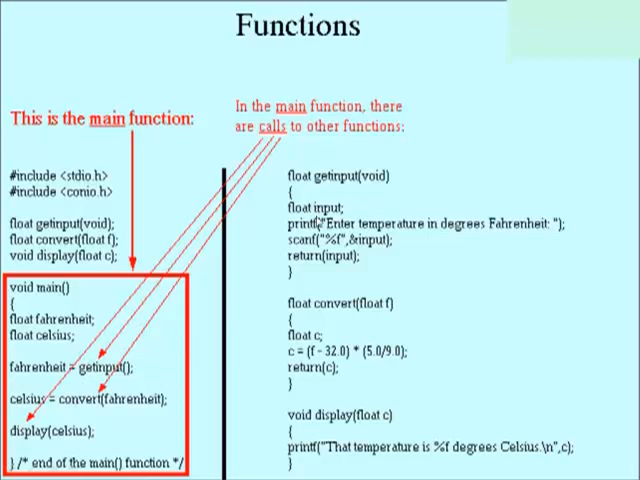 Functions
This is the main function:
In the main function, there
are calls to other functions:
#include <stdio.h>
#include <conio.h>
float getinput(void);
float convert(float f);
void display(float c);
void main()
{
float fahrenheit;
float celsius;
fahrenheit = getinput();
celsius = convert(fahrenheit);
display(celsius);
} /* end of the main() function */
float getinput(void)
{
float input;
printf("Enter temperature in degrees Fahrenheit: ");
scanf("%f",&input);
return(input);
}
float convert(float f)
{
float c;
c = (f - 32.0) * (5.0/9.0);
return(c);
}
void display(float c)
{
printf("That temperature is %f degrees Celsius.\n",c);
}